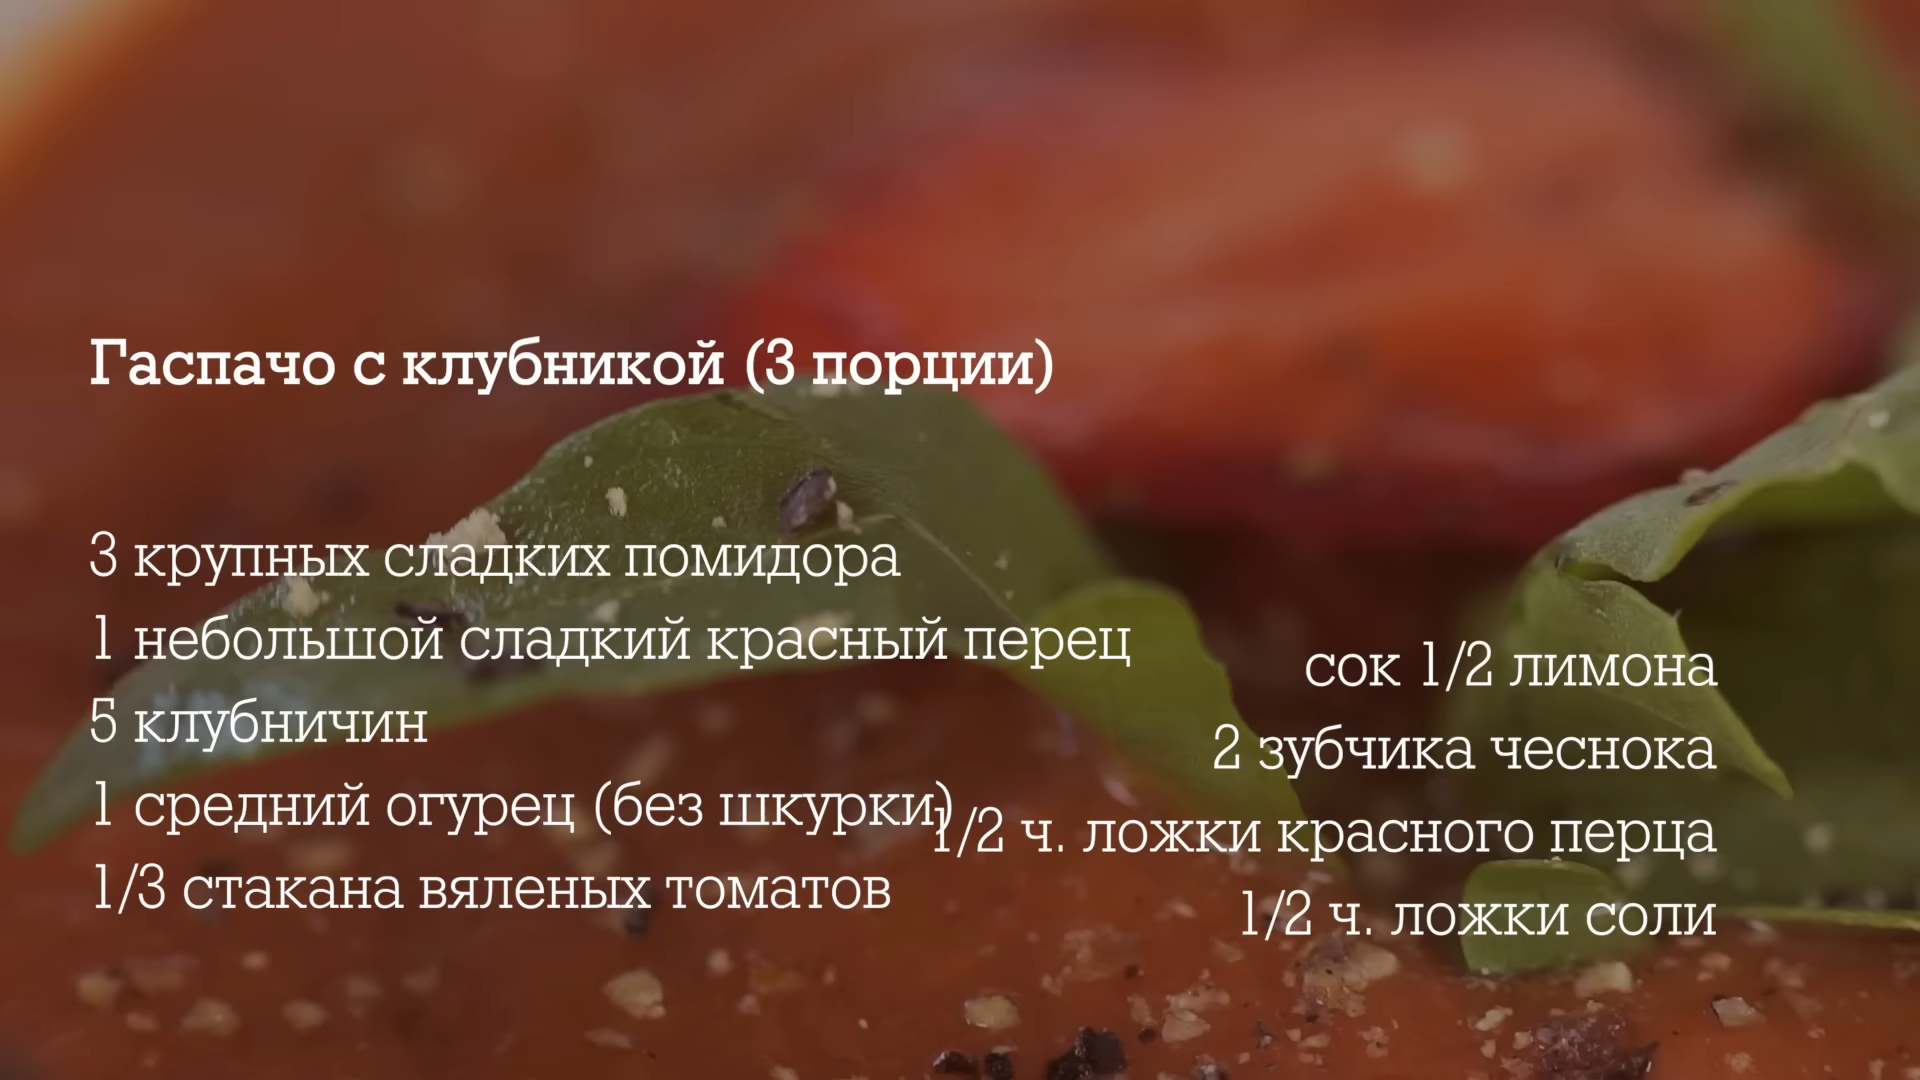 Гаспачо с клубникой (3 порции)
3 крупных сладких помидора
1 небольшой сладкий красный перец
5 клубничин
1 средний огурец (без шкурки)
1/3 стакана вяленых томатов
сок 1/2 лимона
2 зубчика чеснока
1/2 ч. ложки красного перца
1/2 ч. ложки соли